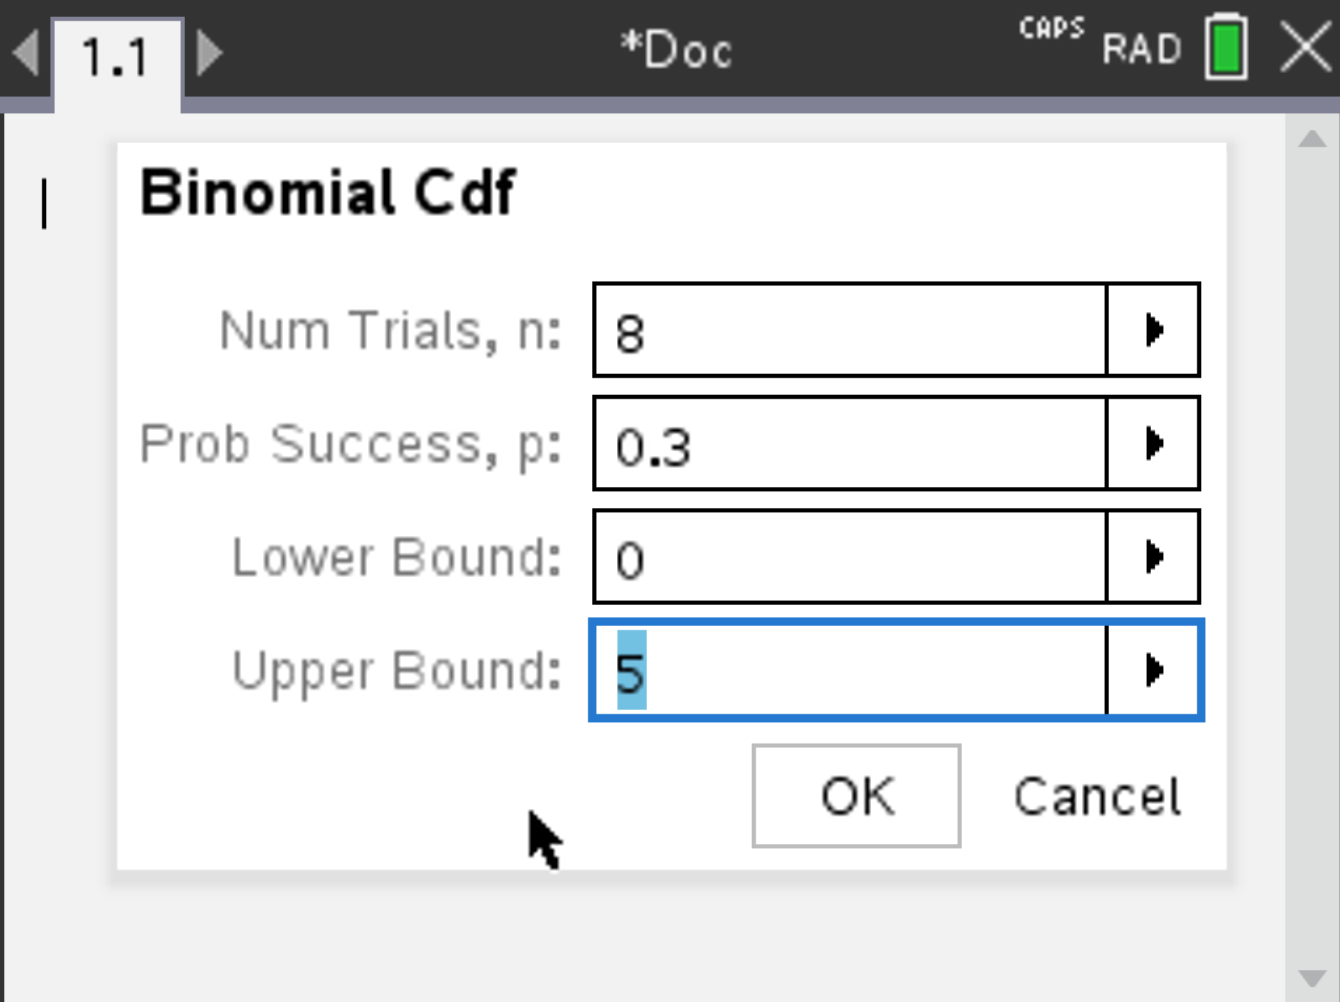 1.1 *Doc CAPS RAD
Binomial Cdf
Num Trials, n: 8
Prob Success, p: 0.3
Lower Bound: 0
Upper Bound: 5
OK Cancel